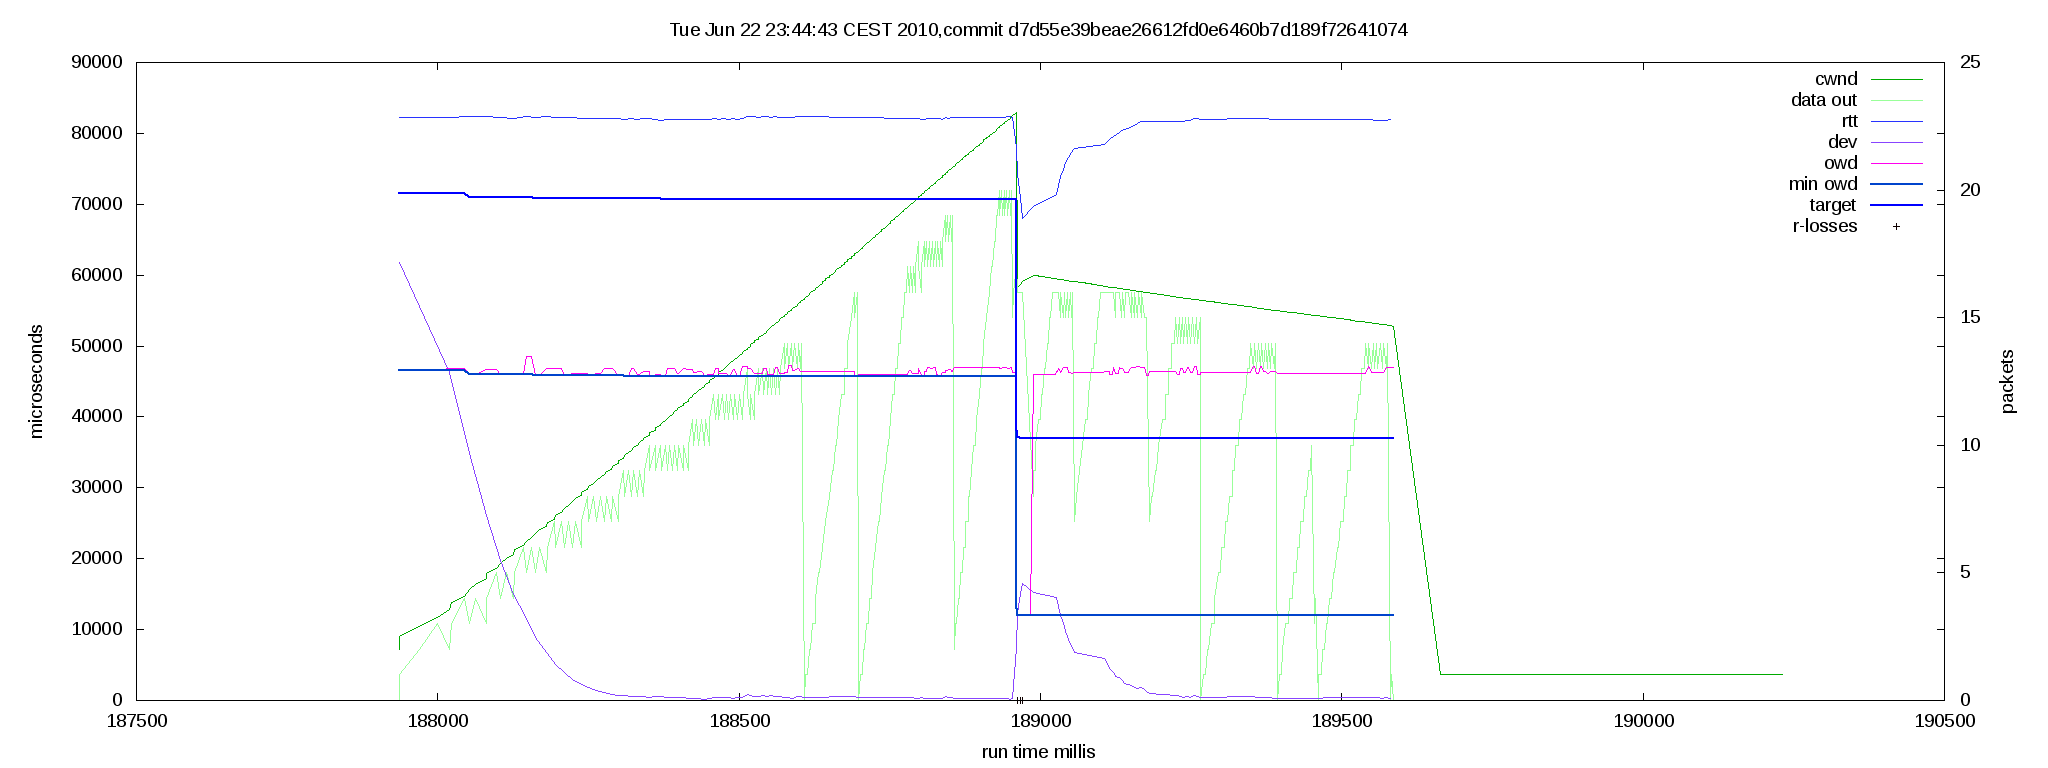 Tue Jun 22 23:44:43 CEST 2010,commit d7d55e39beae26612fd0e6460b7d189f72641074
90000
80000
70000
60000
50000
40000
30000
20000
10000
0
microseconds
25
20
15
10
5
0
packets
cwnd
data out
rtt
dev
owd
min owd
target
r-losses
187500
188000
188500
189000
189500
190000
190500
run time millis